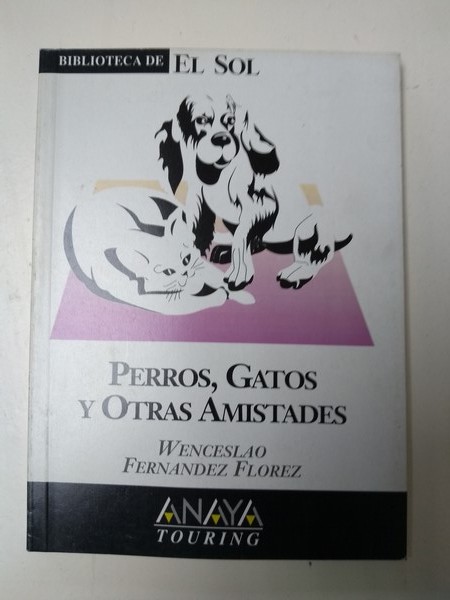 BIBLIOTECA DE EL SOL
PERROS, GATOS
Y OTRAS AMISTADES
WENCESLAO
FERNANDEZ FLOREZ
ANAYA
TOURING